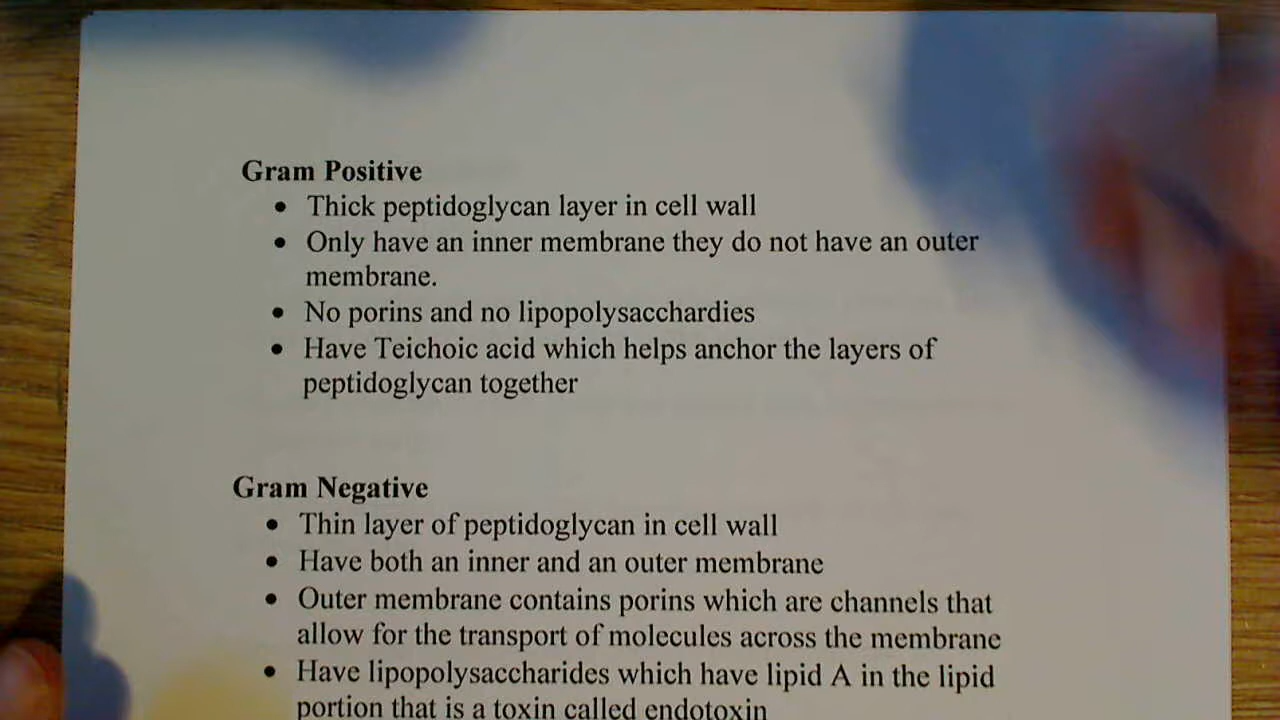 Gram Positive
• Thick peptidoglycan layer in cell wall
• Only have an inner membrane they do not have an outer
membrane.
• No porins and no lipopolysacchardies
• Have Teichoic acid which helps anchor the layers of
peptidoglycan together
Gram Negative
• Thin layer of peptidoglycan in cell wall
• Have both an inner and an outer membrane
• Outer membrane contains porins which are channels that
allow for the transport of molecules across the membrane
• Have lipopolysaccharides which have lipid A in the lipid
portion that is a toxin called endotoxin